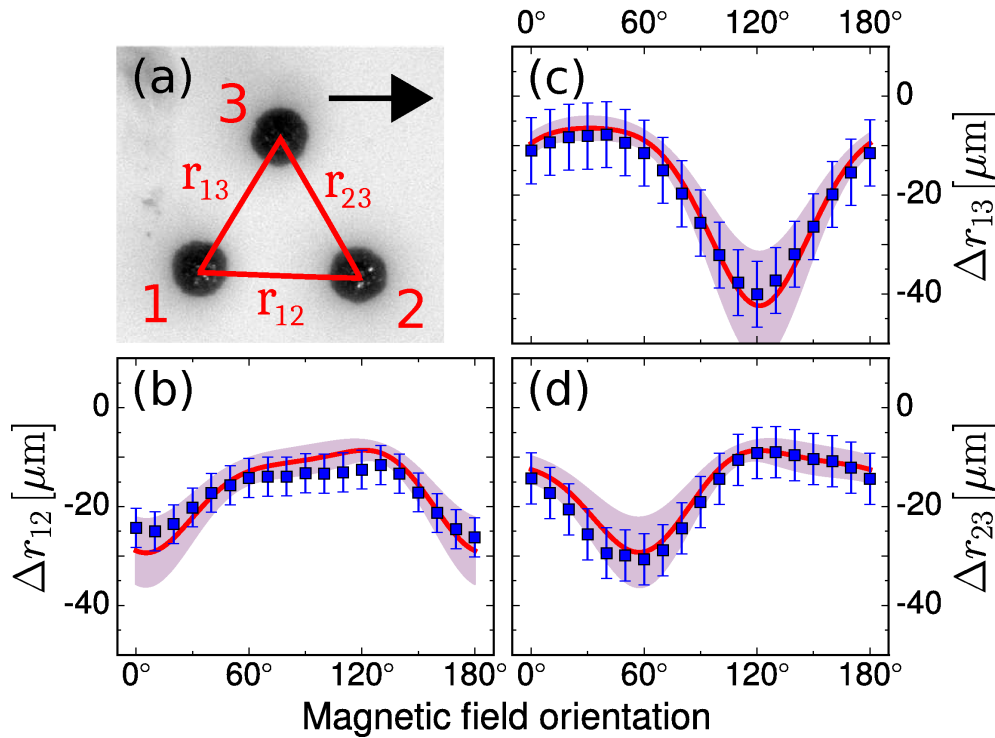 0° 60° 120° 180°
(a)
3
r13
r23
1
r12
2
(c)
0
-20
-40
Δr13 [μm]
(b)
0
-20
-40
Δr12 [μm]
0° 60° 120° 180°
(d)
0
-20
-40
Δr23 [μm]
0° 60° 120° 180°
Magnetic field orientation